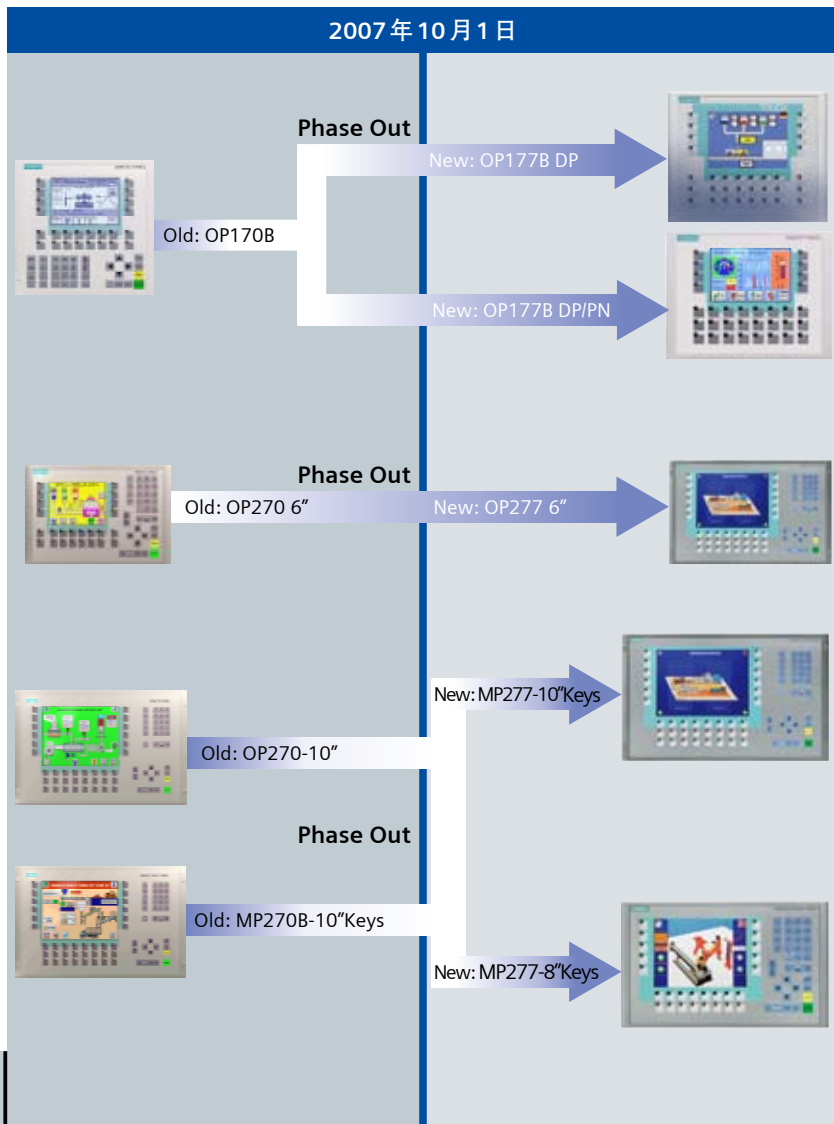 2007年10月1日
Phase Out
New: OP177B DP
Old: OP170B
New: OP177B DP/PN
Phase Out
Old: OP270 6″
New: OP277 6″
New: MP277-10″Keys
Old: OP270-10″
Phase Out
Old: MP270B-10″Keys
New: MP277-8″Keys